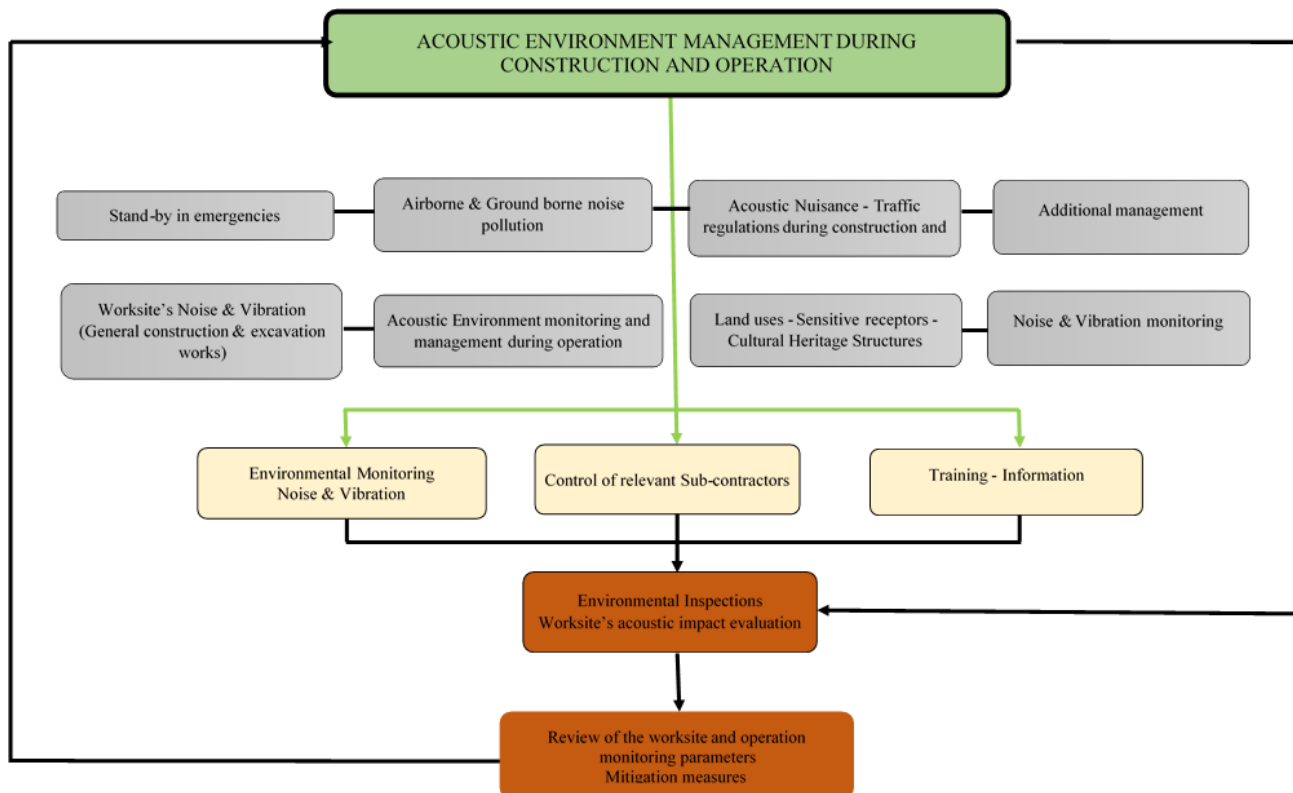 ACOUSTIC ENVIRONMENT MANAGEMENT DURING
CONSTRUCTION AND OPERATION
Stand-by in emergencies
Airborne & Ground borne noise
pollution
Acoustic Nuisance - Traffic
regulations during construction and
Additional management
Worksite’s Noise & Vibration
(General construction & excavation
works)
Acoustic Environment monitoring and
management during operation
Land uses - Sensitive receptors -
Cultural Heritage Structures
Noise & Vibration monitoring
Environmental Monitoring
Noise & Vibration
Control of relevant Sub-contractors
Training - Information
Environmental Inspections
Worksite’s acoustic impact evaluation
Review of the worksite and operation
monitoring parameters
Mitigation measures